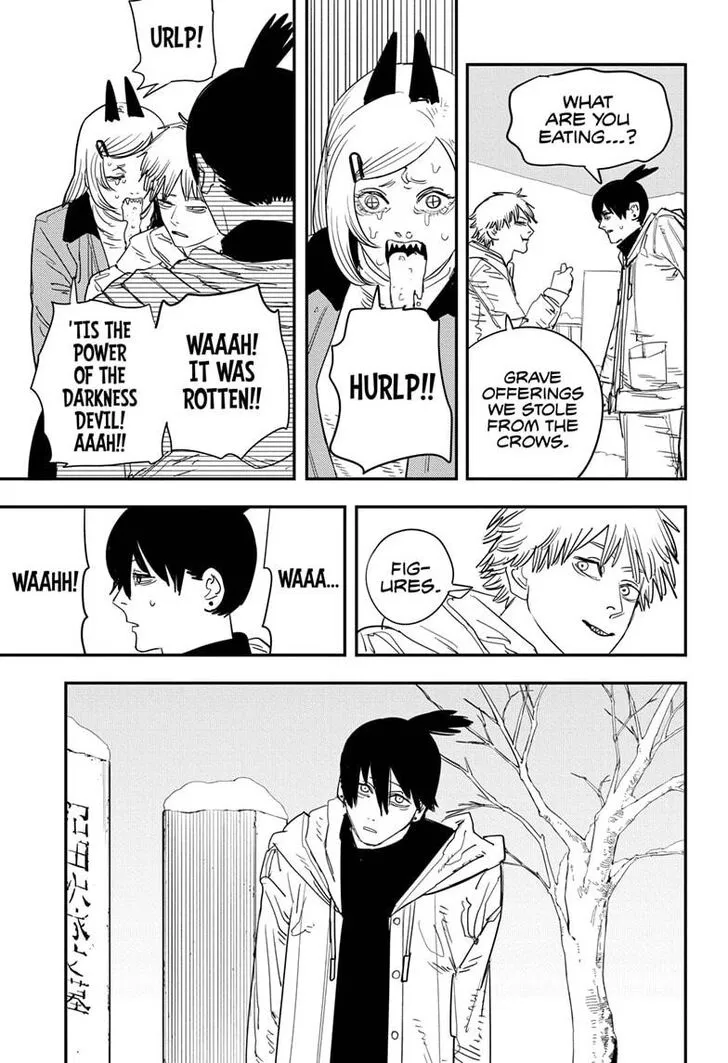 WHAT
ARE YOU
EATING...?
GRAVE
OFFERINGS
WE STOLE
FROM THE
CROWS.
HURLP!!
URLP!
WAAAH!
IT WAS
ROTTEN!!
'TIS THE
POWER
OF THE
DARKNESS
DEVIL!
AAAH!!
FIG-
URES.
WAAA...
WAAHH!